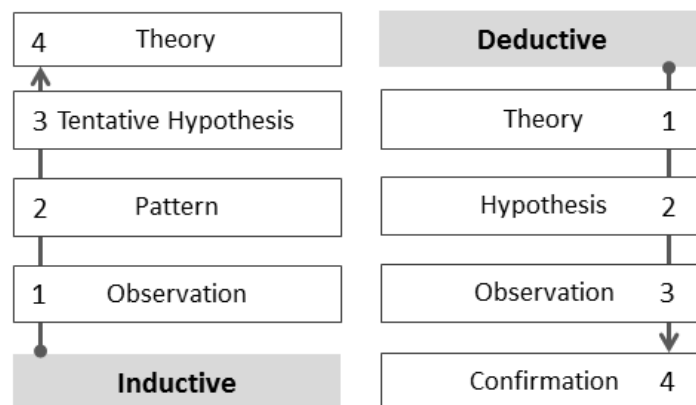 4 Theory
3 Tentative Hypothesis
2 Pattern
1 Observation
Inductive
Deductive
Theory 1
Hypothesis 2
Observation 3
Confirmation 4